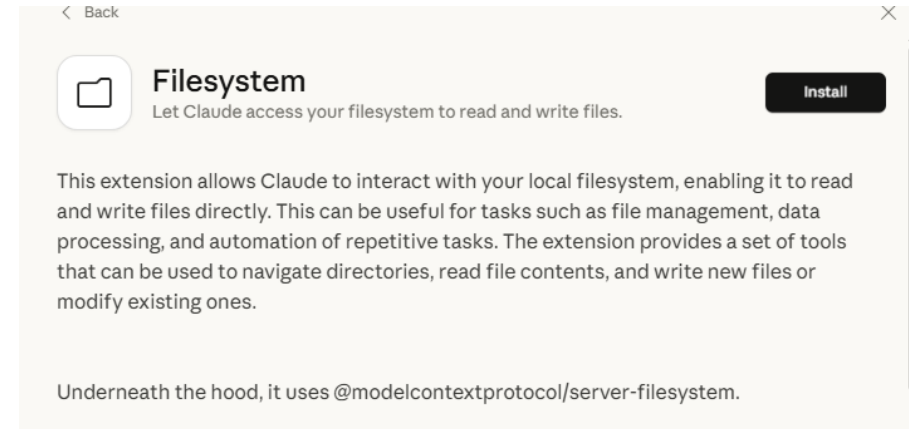 Back
Filesystem
Let Claude access your filesystem to read and write files.
Install
This extension allows Claude to interact with your local filesystem, enabling it to read
and write files directly. This can be useful for tasks such as file management, data
processing, and automation of repetitive tasks. The extension provides a set of tools
that can be used to navigate directories, read file contents, and write new files or
modify existing ones.
Underneath the hood, it uses @modelcontextprotocol/server-filesystem.